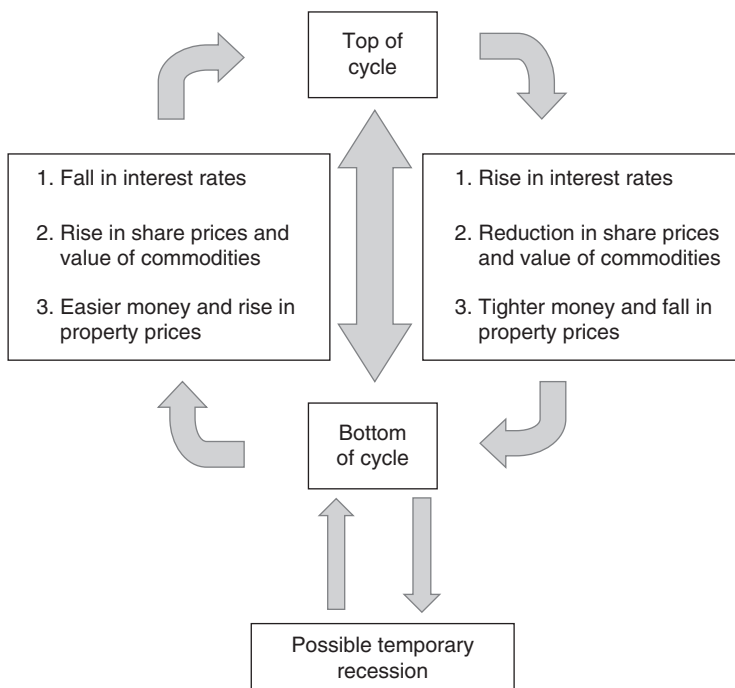 Top of
cycle
1. Fall in interest rates
2. Rise in share prices and
value of commodities
3. Easier money and rise in
property prices
1. Rise in interest rates
2. Reduction in share prices
and value of commodities
3. Tighter money and fall in
property prices
Bottom
of cycle
Possible temporary
recession